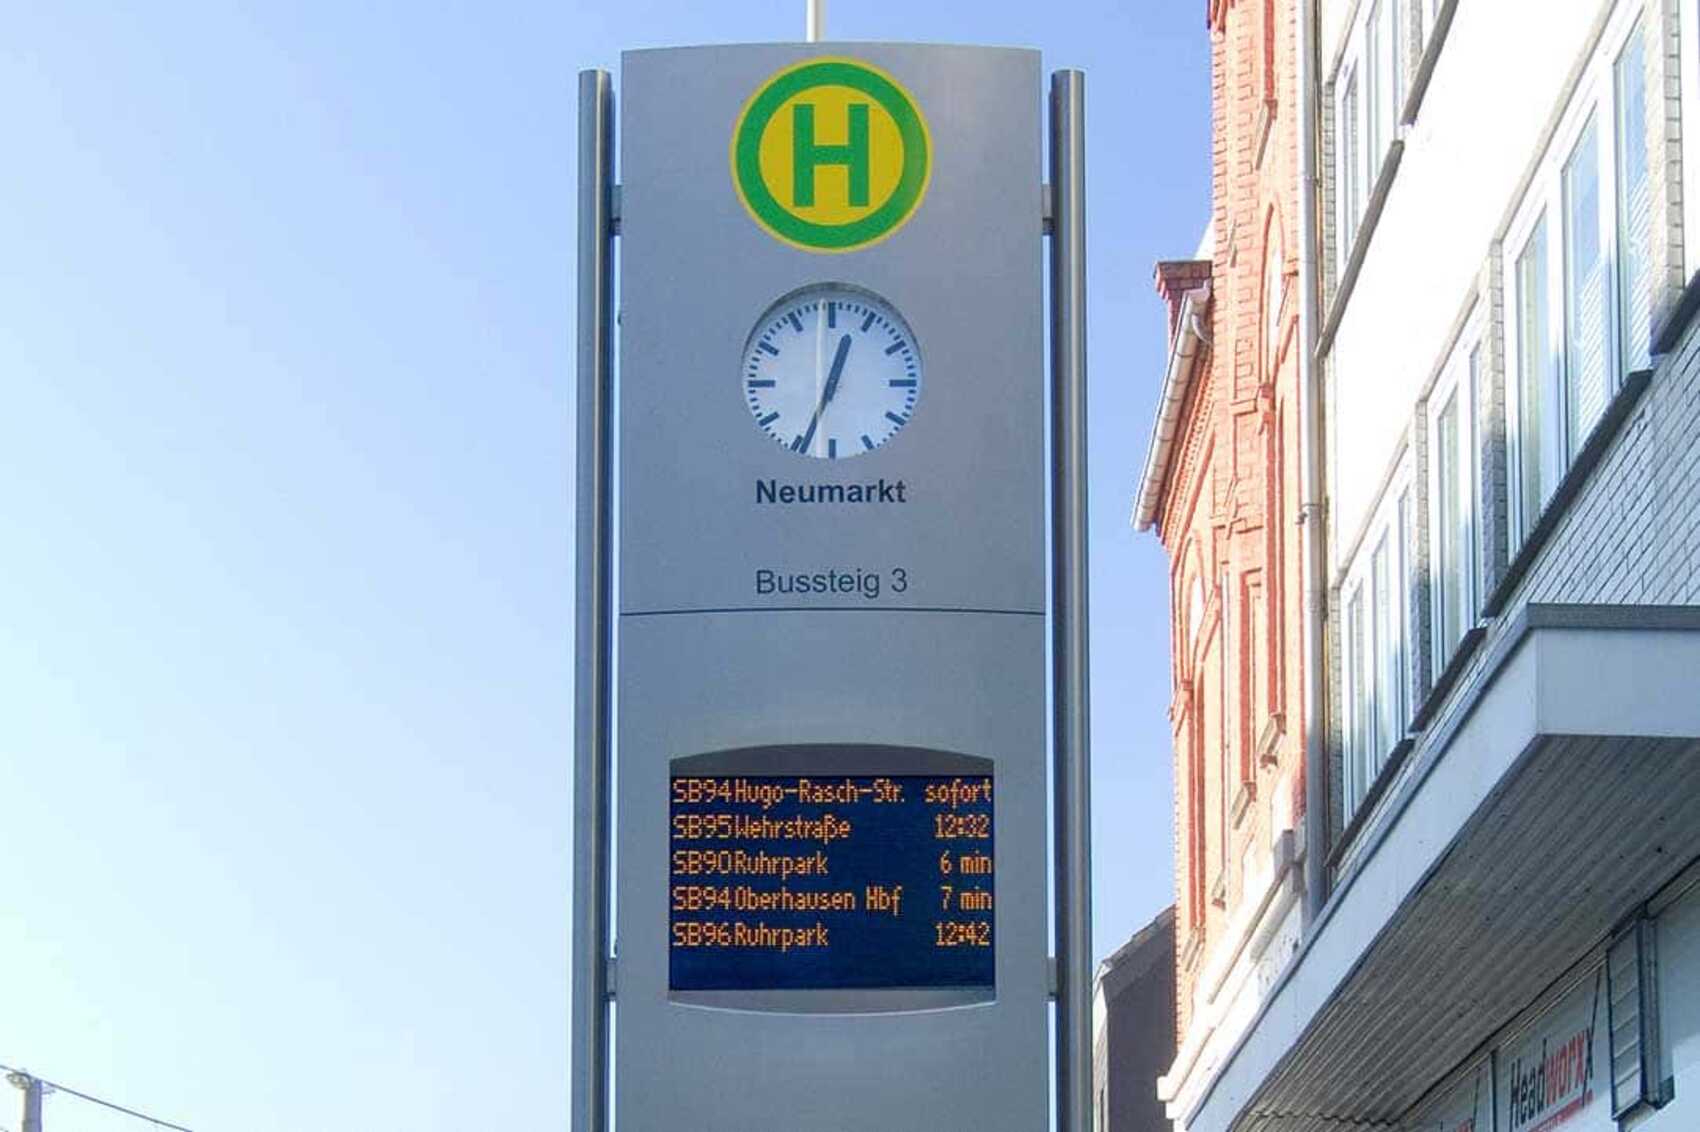 H
Neumarkt
Bussteig 3
SB94 Hugo-Rasch-Str. sofort
SB95 Wehrstraße 12:32
SB90 Ruhrpark 6 min
SB94 Oberhausen Hbf 7 min
SB96 Ruhrpark 12:42
Headworxx